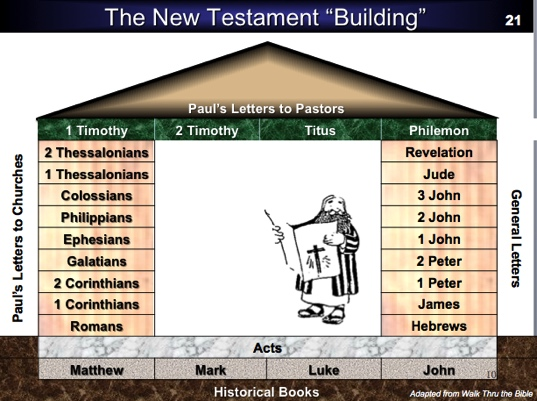 The New Testament “Building”
21
Paul’s Letters to Pastors
1 Timothy 2 Timothy Titus Philemon
Paul’s Letters to Churches
2 Thessalonians
1 Thessalonians
Colossians
Philippians
Ephesians
Galatians
2 Corinthians
1 Corinthians
Romans
Revelation
Jude
3 John
2 John
1 John
2 Peter
1 Peter
James
Hebrews
General Letters
Acts
Matthew Mark Luke John
10
Historical Books
Adapted from Walk Thru the Bible